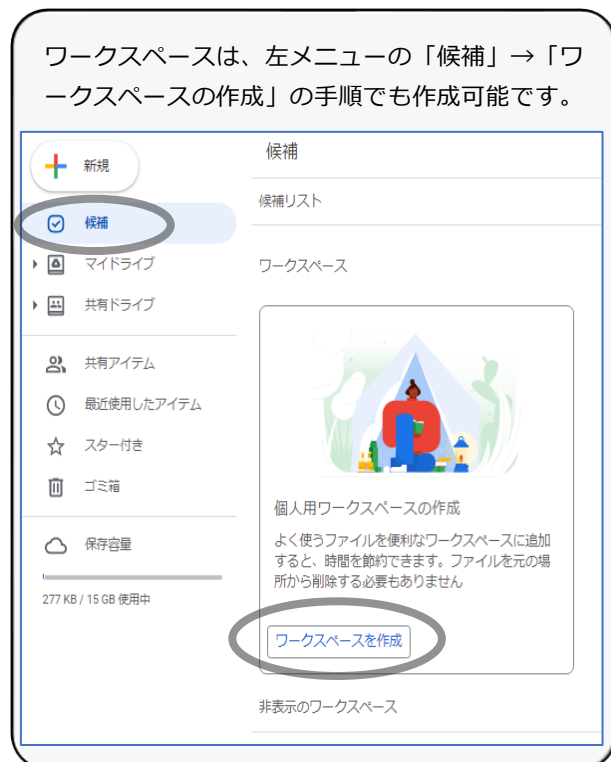 ワークスペースは、左メニューの「候補」→「ワ
ークスペースの作成」の手順でも作成可能です。
新規
候補
マイドライブ
共有ドライブ
共有アイテム
最近使用したアイテム
スター付き
ゴミ箱
保存容量
277 KB / 15 GB 使用中
候補
候補リスト
ワークスペース
個人用ワークスペースの作成
よく使うファイルを便利なワークスペースに追加
すると、時間を節約できます。ファイルを元の場
所から削除する必要もありません
ワークスペースを作成
非表示のワークスペース